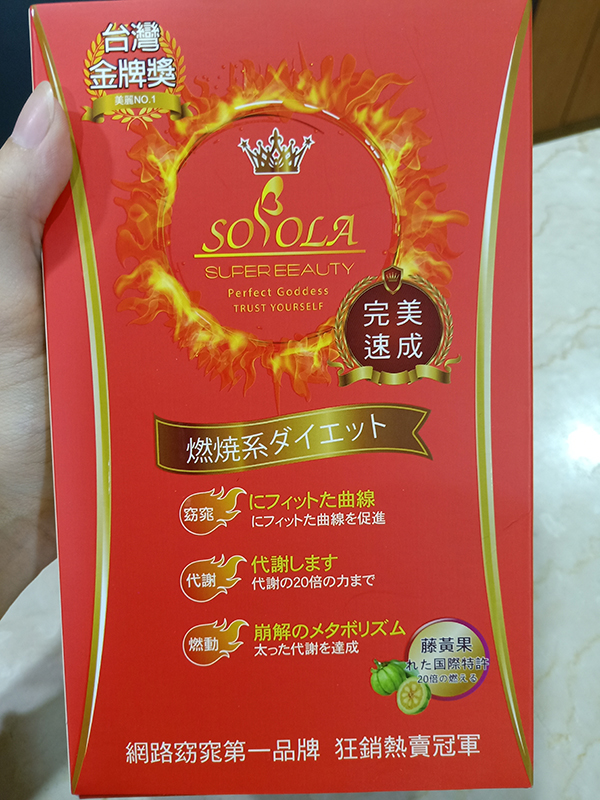 台灣
金牌獎
美麗NO.1
SOSOLA
SUPER EEAUTY
Perfect Goddess
TRUST YOURSELF
完美
速成
燃焼系ダイエット
窈窕
にフィットた曲線
にフィットた曲線を促進
代謝
代謝します
代謝の20倍の力まで
燃動
崩解のメタボリズム
太った代謝を達成
藤黃果
れた国際特許
20倍の燃える
網路窈窕第一品牌 狂銷熱賣冠軍